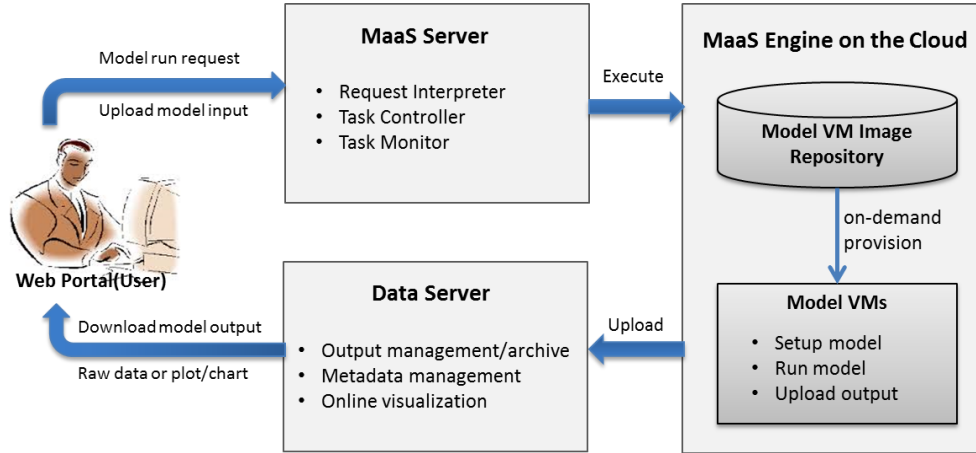 Model run request
Upload model input
Web Portal(User)
MaaS Server
• Request Interpreter
• Task Controller
• Task Monitor
Execute
MaaS Engine on the Cloud
Model VM Image
Repository
on-demand
provision
Model VMs
• Setup model
• Run model
• Upload output
Upload
Data Server
• Output management/archive
• Metadata management
• Online visualization
Download model output
Raw data or plot/chart